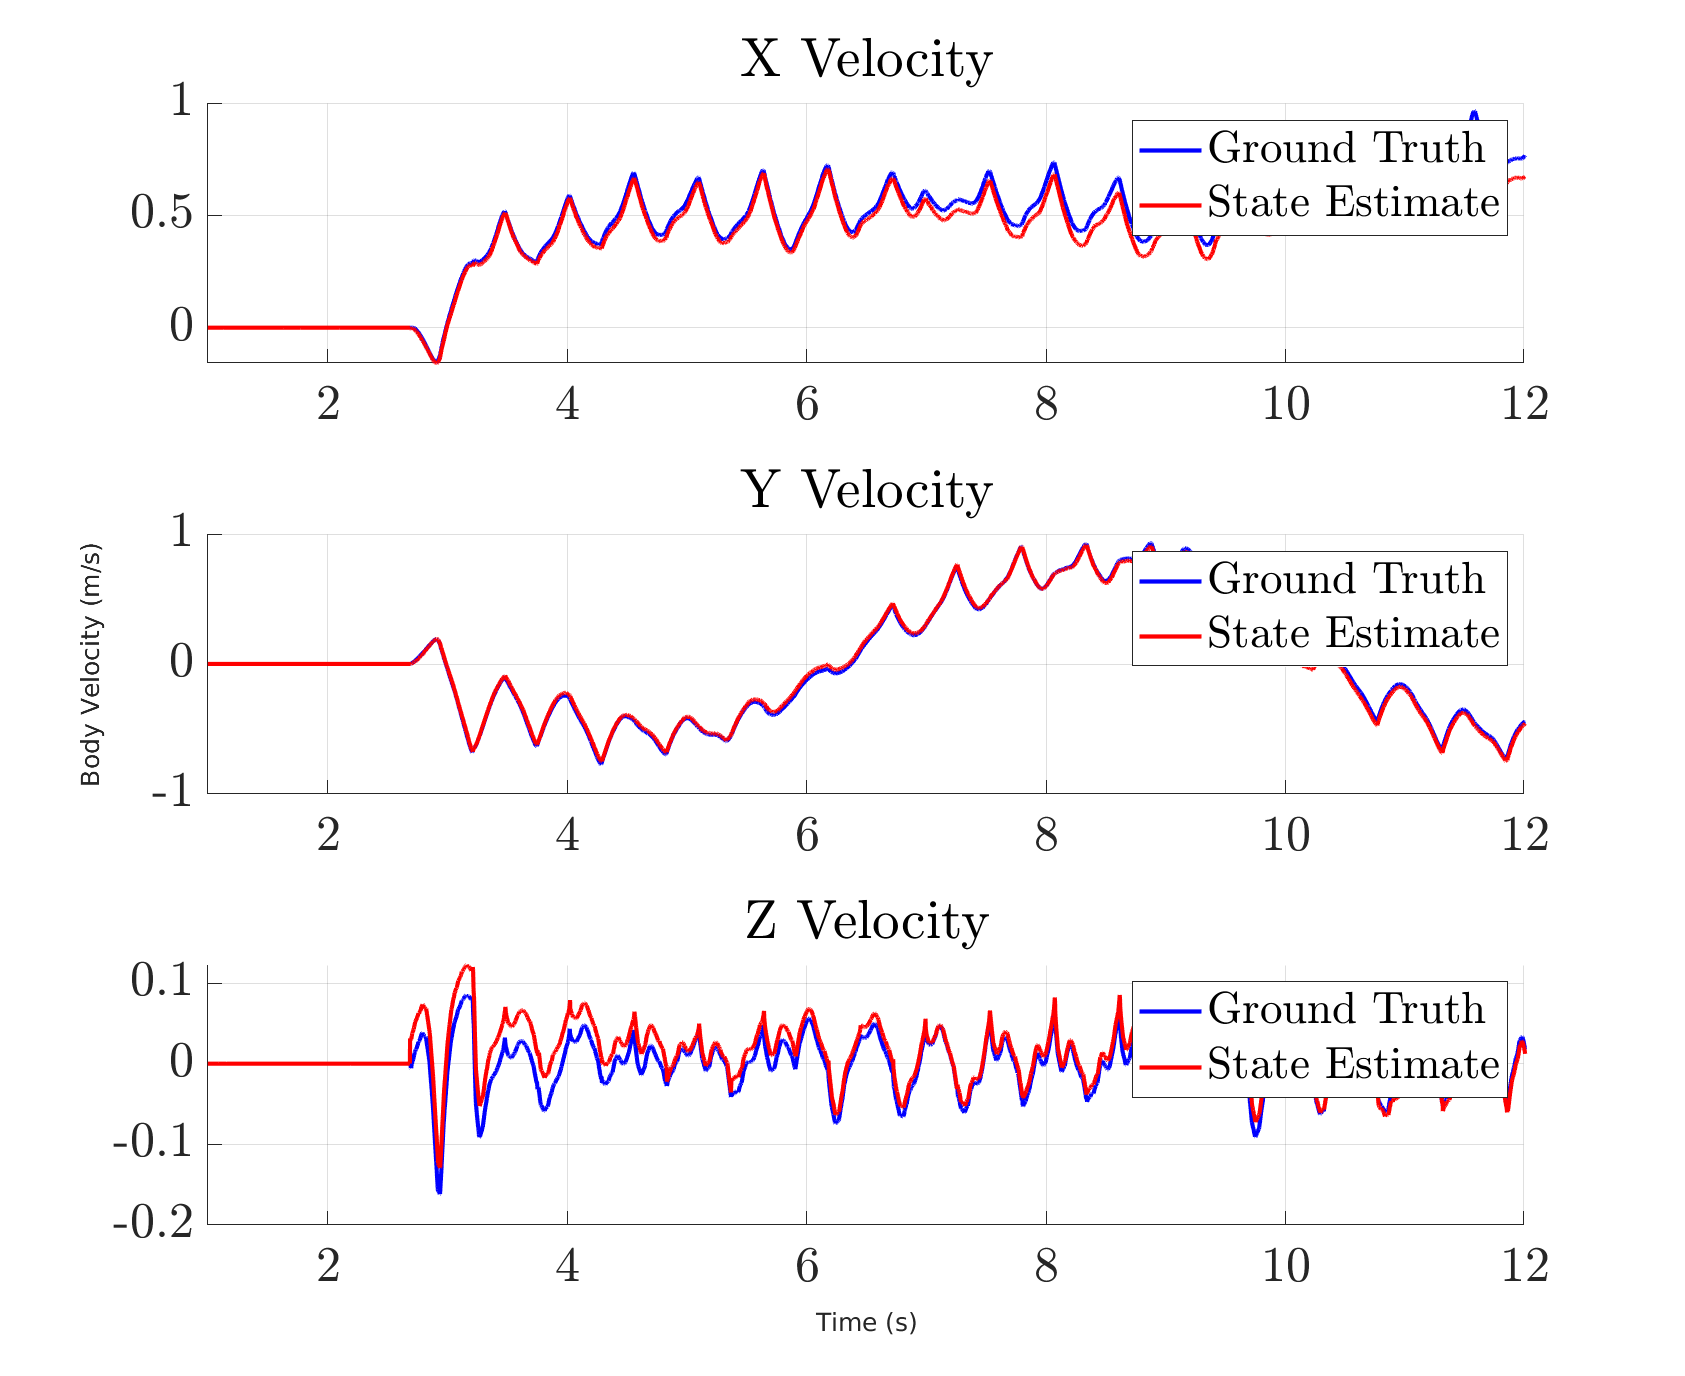 X Velocity
1
0.5
0
Ground Truth
State Estimate
2 4 6 8 10 12
Y Velocity
1
0
-1
Ground Truth
State Estimate
Body Velocity (m/s)
2 4 6 8 10 12
Z Velocity
0.1
0
-0.1
-0.2
Ground Truth
State Estimate
2 4 6 8 10 12
Time (s)